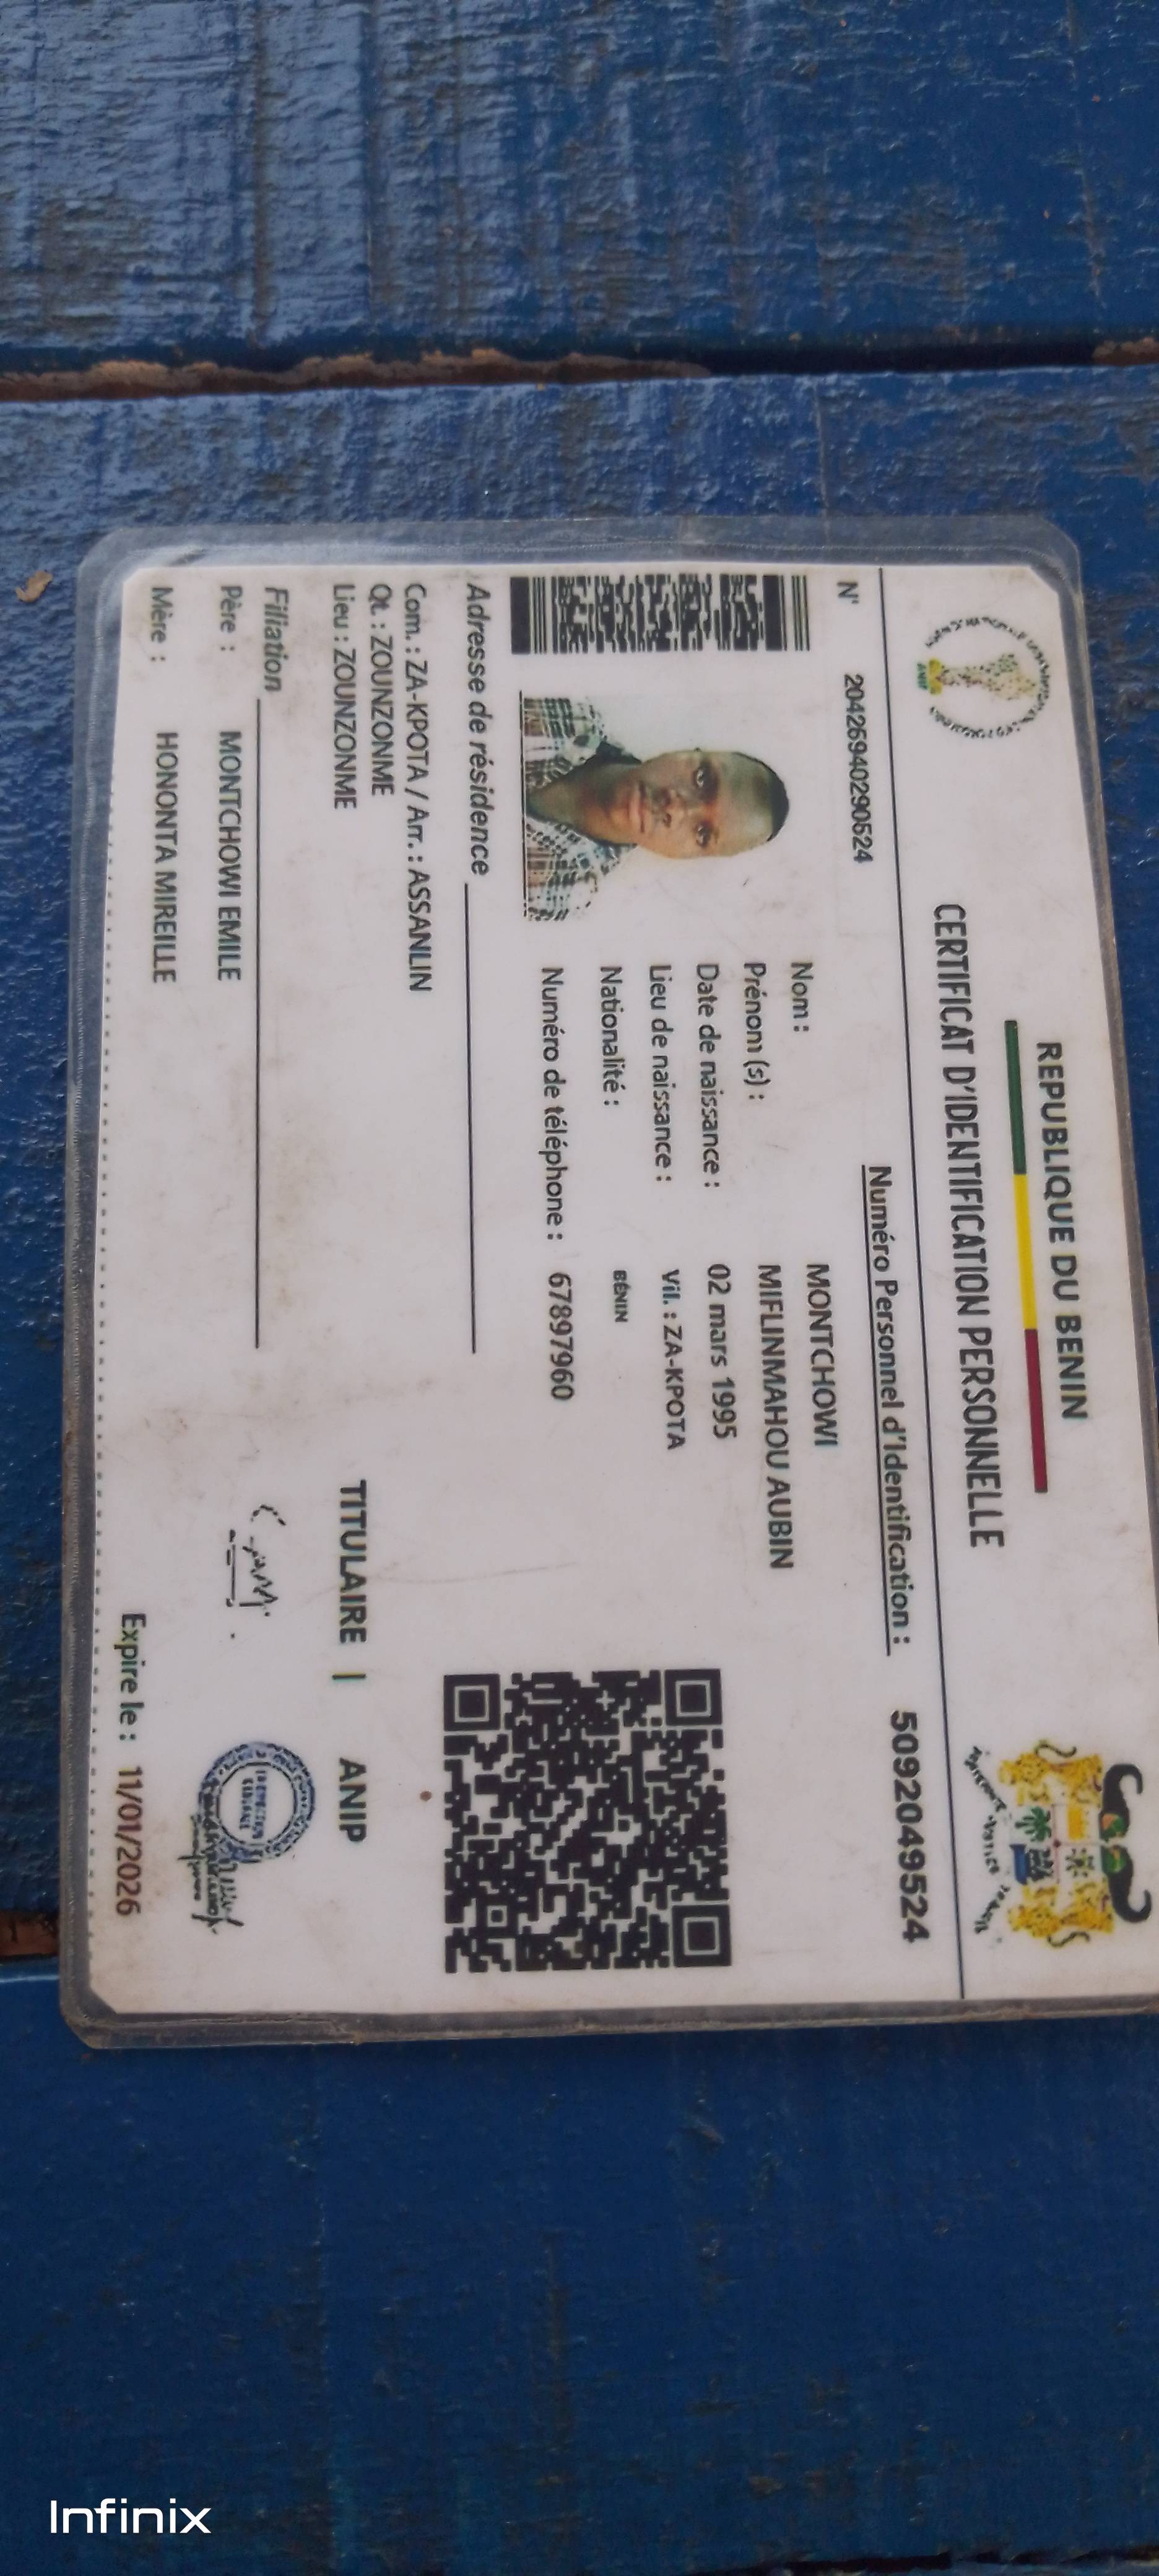 REPUBLIQUE DU BENIN
CERTIFICAT D'IDENTIFICATION PERSONNELLE
N° 2042694029052​4
Numéro Personnel d'Identification : 5092049524
Nom : MONTCHOWI
Prénom (s) : MIFLINMAHOU AUBIN
Date de naissance : 02 mars 1995
Lieu de naissance : Vil. : ZA-KPOTA
Nationalité : BÉNIN
Numéro de téléphone : 67897960
Adresse de résidence
Com. : ZA-KPOTA / Arr. : ASSANLIN
Qt. : ZOUNZONME
Lieu : ZOUNZONME
TITULAIRE | ANIP
Filiation
Père : MONTCHOWI EMILE
Mère : HONONTA MIREILLE
Expire le : 11/01/2026
Infinix